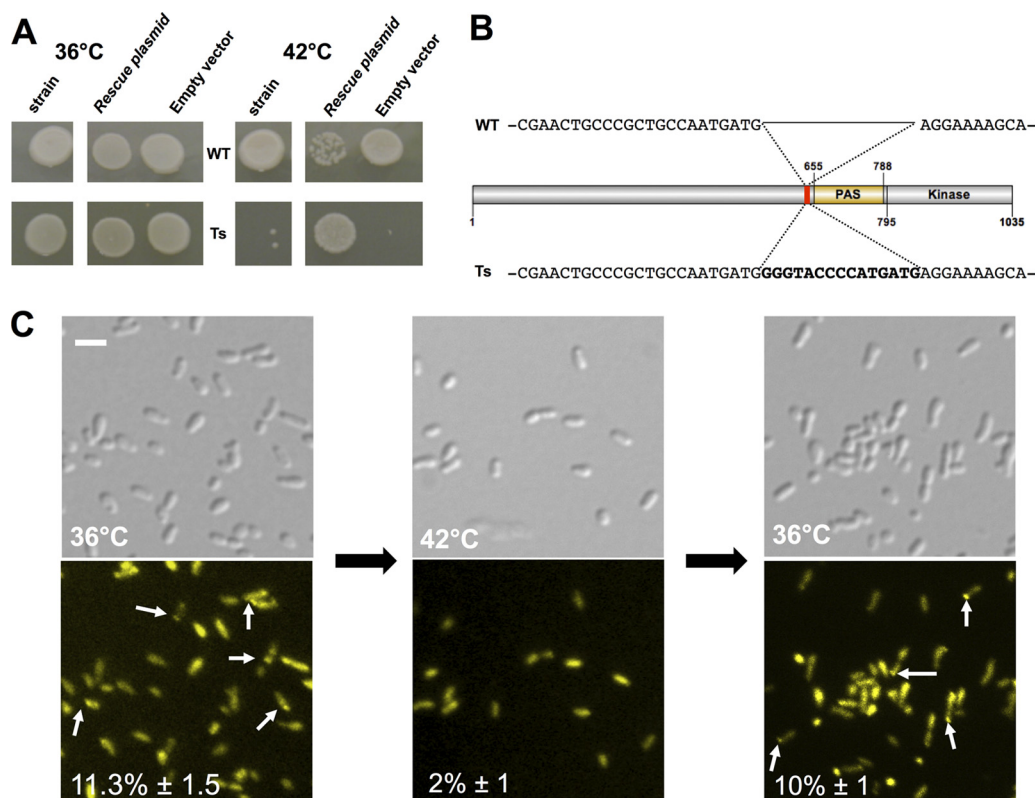 A
36°C
42°C
strain
Rescue plasmid
Empty vector
strain
Rescue plasmid
Empty vector
WT
Ts
B
WT –CGAACTGCCCGCTGCCAATGATG AGGAAAAGCA–
655 788
PAS Kinase
1 795 1035
Ts –CGAACTGCCCGCTGCCAATGATGGGGTACCCCATGATGAGGAAAAGCA–
C
36°C
42°C
36°C
11.3% ± 1.5
2% ± 1
10% ± 1